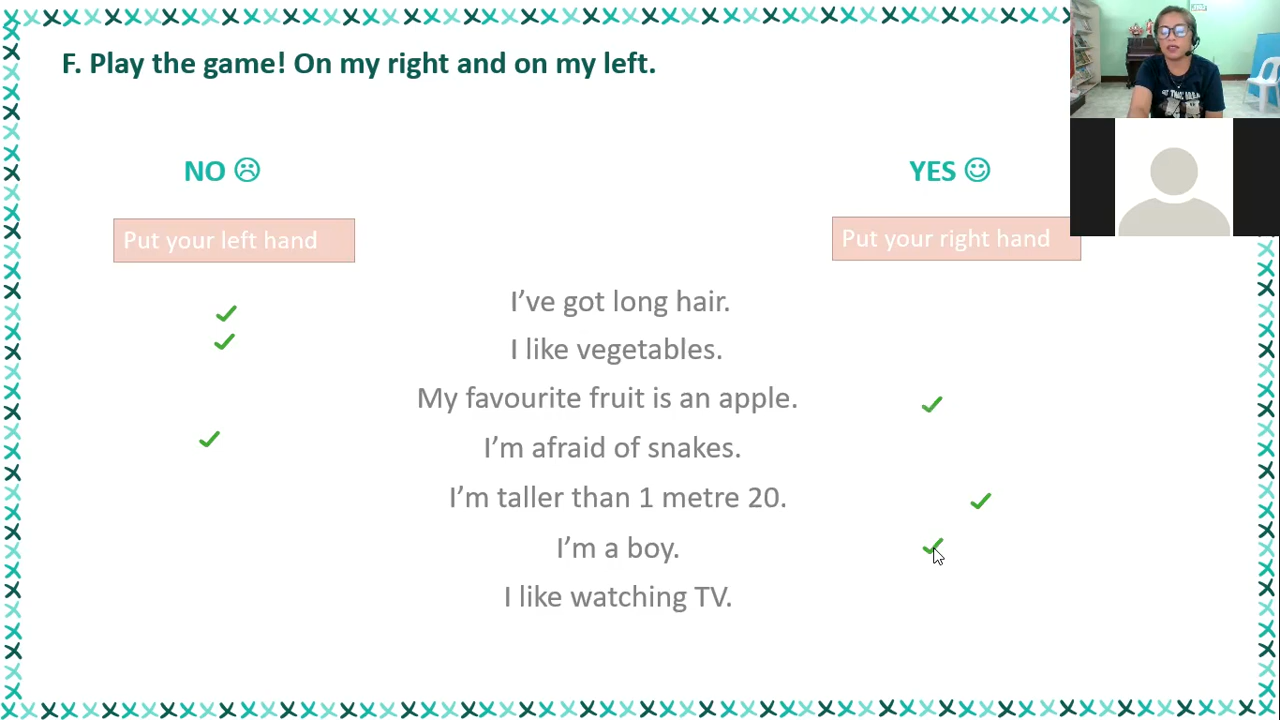 F. Play the game! On my right and on my left.
NO ☹
YES ☺
Put your left hand
Put your right hand
I've got long hair.
I like vegetables.
My favourite fruit is an apple.
I'm afraid of snakes.
I'm taller than 1 metre 20.
I'm a boy.
I like watching TV.